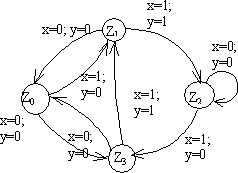 x=0; y=0
x=1;
y=1
Z1
x=0;
y=0
x=1;
y=0
Z0
Z2
x=1;
y=1
x=0;
y=0
x=0;
y=0
x=1;
y=0
Z3